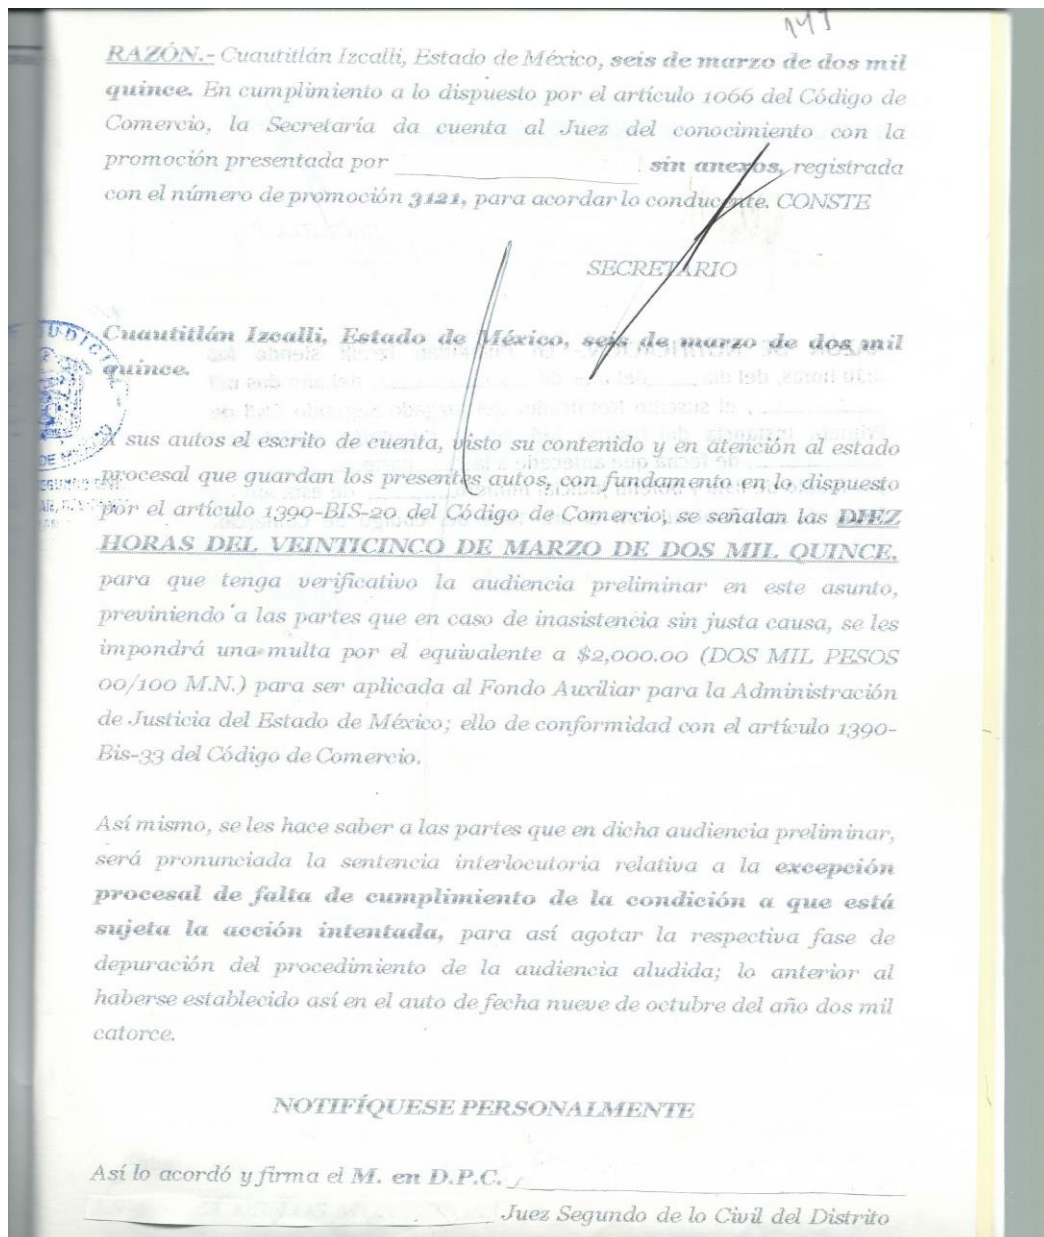 143
RAZÓN.- Cuautitlán Izcalli, Estado de México, seis de marzo de dos mil
quince. En cumplimiento a lo dispuesto por el artículo 1066 del Código de
Comercio, la Secretaría da cuenta al Juez del conocimiento con la
promoción presentada por sin anexos, registrada
con el número de promoción 3121, para acordar lo conducente. CONSTE
SECRETARIO
Cuautitlán Izcalli, Estado de México, seis de marzo de dos mil
quince.
A sus autos el escrito de cuenta, visto su contenido y en atención al estado
procesal que guardan los presentes autos, con fundamento en lo dispuesto
por el artículo 1390-BIS-20 del Código de Comercio, se señalan las DIEZ
HORAS DEL VEINTICINCO DE MARZO DE DOS MIL QUINCE,
para que tenga verificativo la audiencia preliminar en este asunto,
previniendo a las partes que en caso de inasistencia sin justa causa, se les
impondrá una multa por el equivalente a $2,000.00 (DOS MIL PESOS
00/100 M.N.) para ser aplicada al Fondo Auxiliar para la Administración
de Justicia del Estado de México; ello de conformidad con el artículo 1390-
Bis-33 del Código de Comercio.
Así mismo, se les hace saber a las partes que en dicha audiencia preliminar,
será pronunciada la sentencia interlocutoria relativa a la excepción
procesal de falta de cumplimiento de la condición a que está
sujeta la acción intentada, para así agotar la respectiva fase de
depuración del procedimiento de la audiencia aludida; lo anterior al
haberse establecido así en el auto de fecha nueve de octubre del año dos mil
catorce.
NOTIFÍQUESE PERSONALMENTE
Así lo acordó y firma el M. en D.P.C.
Juez Segundo de lo Civil del Distrito